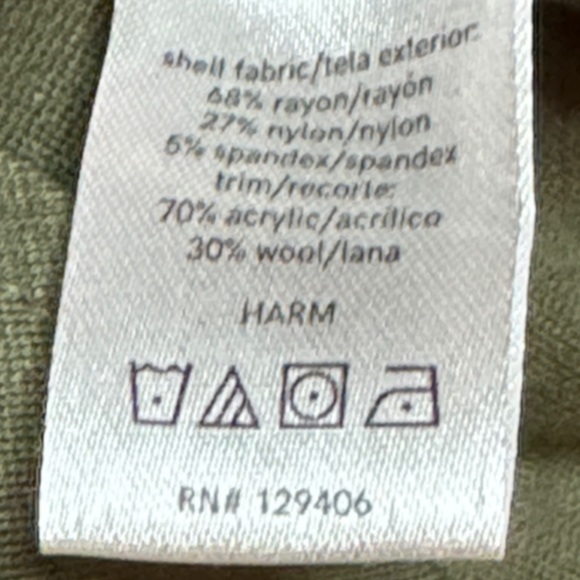 shell fabric/tela exterior:
68% rayon/rayón
27% nylon/nylon
5% spandex/spandex
trim/recorte:
70% acrylic/acrílico
30% wool/lana
HARM
RN# 129406